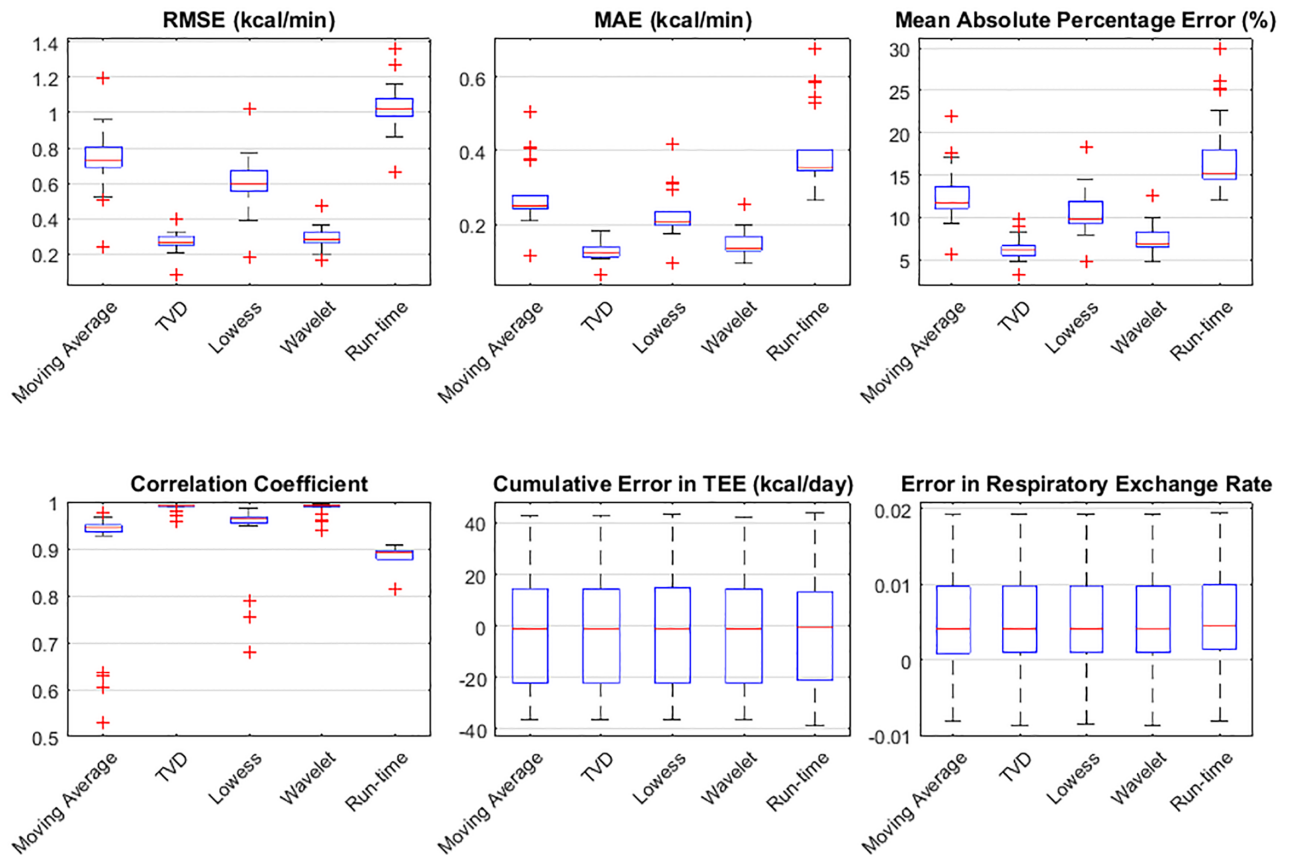 RMSE (kcal/min)
1.4
1.2
1
0.8
0.6
0.4
0.2
Moving Average
TVD
Lowess
Wavelet
Run-time
MAE (kcal/min)
0.6
0.4
0.2
Moving Average
TVD
Lowess
Wavelet
Run-time
Mean Absolute Percentage Error (%)
30
25
20
15
10
5
Moving Average
TVD
Lowess
Wavelet
Run-time
Correlation Coefficient
1
0.9
0.8
0.7
0.6
0.5
Moving Average
TVD
Lowess
Wavelet
Run-time
Cumulative Error in TEE (kcal/day)
40
20
0
-20
-40
Moving Average
TVD
Lowess
Wavelet
Run-time
Error in Respiratory Exchange Rate
0.02
0.01
0
-0.01
Moving Average
TVD
Lowess
Wavelet
Run-time